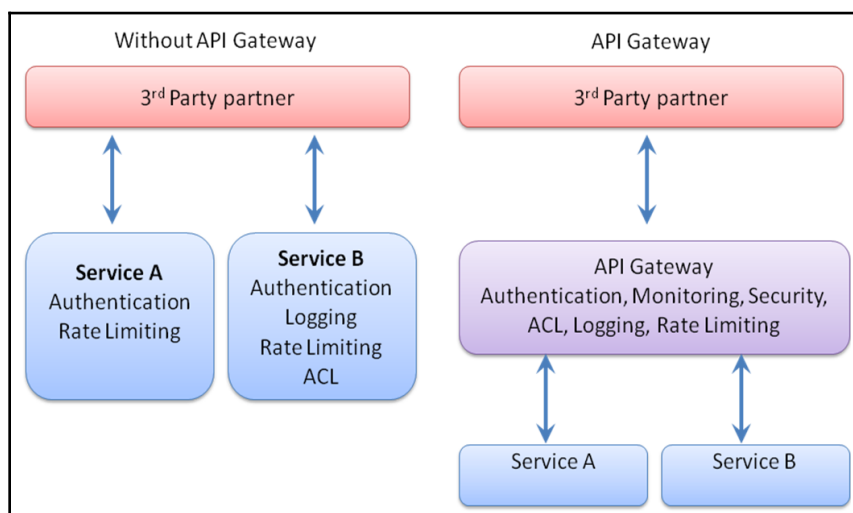 Without API Gateway
3rd Party partner
Service A
Authentication
Rate Limiting
Service B
Authentication
Logging
Rate Limiting
ACL
API Gateway
3rd Party partner
API Gateway
Authentication, Monitoring, Security,
ACL, Logging, Rate Limiting
Service A
Service B